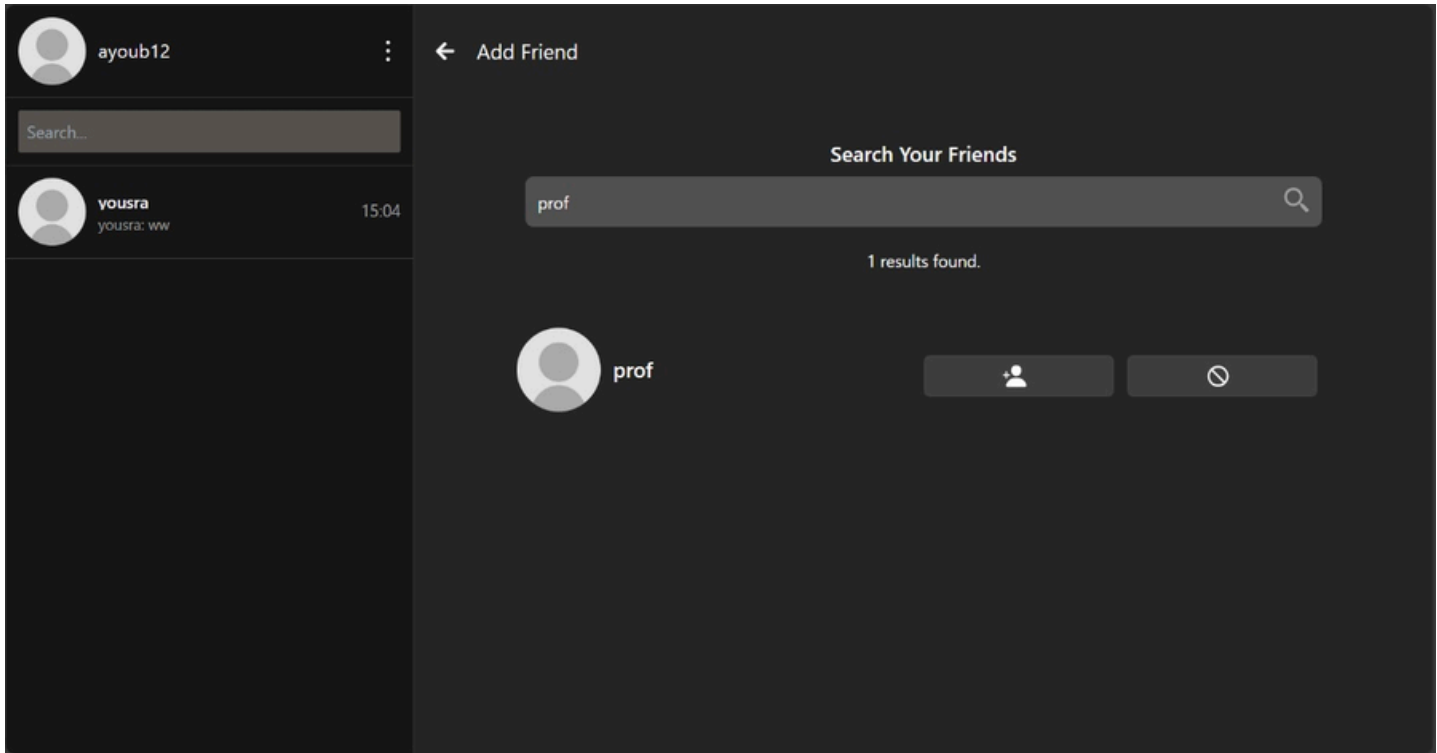 ayoub12
Search...
yousra
15:04
yousra: ww
Add Friend
Search Your Friends
prof
1 results found.
prof